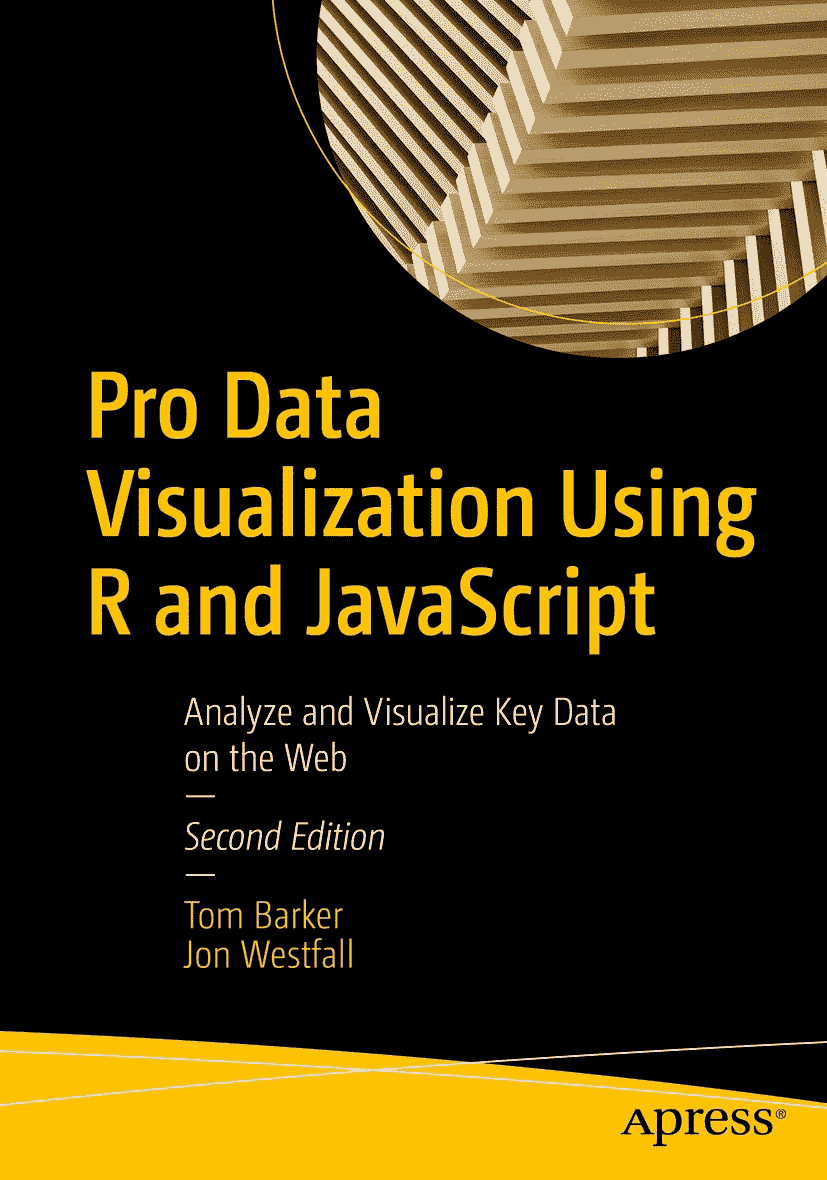 Pro Data
Visualization Using
R and JavaScript
Analyze and Visualize Key Data
on the Web
—
Second Edition
—
Tom Barker
Jon Westfall
Apress®